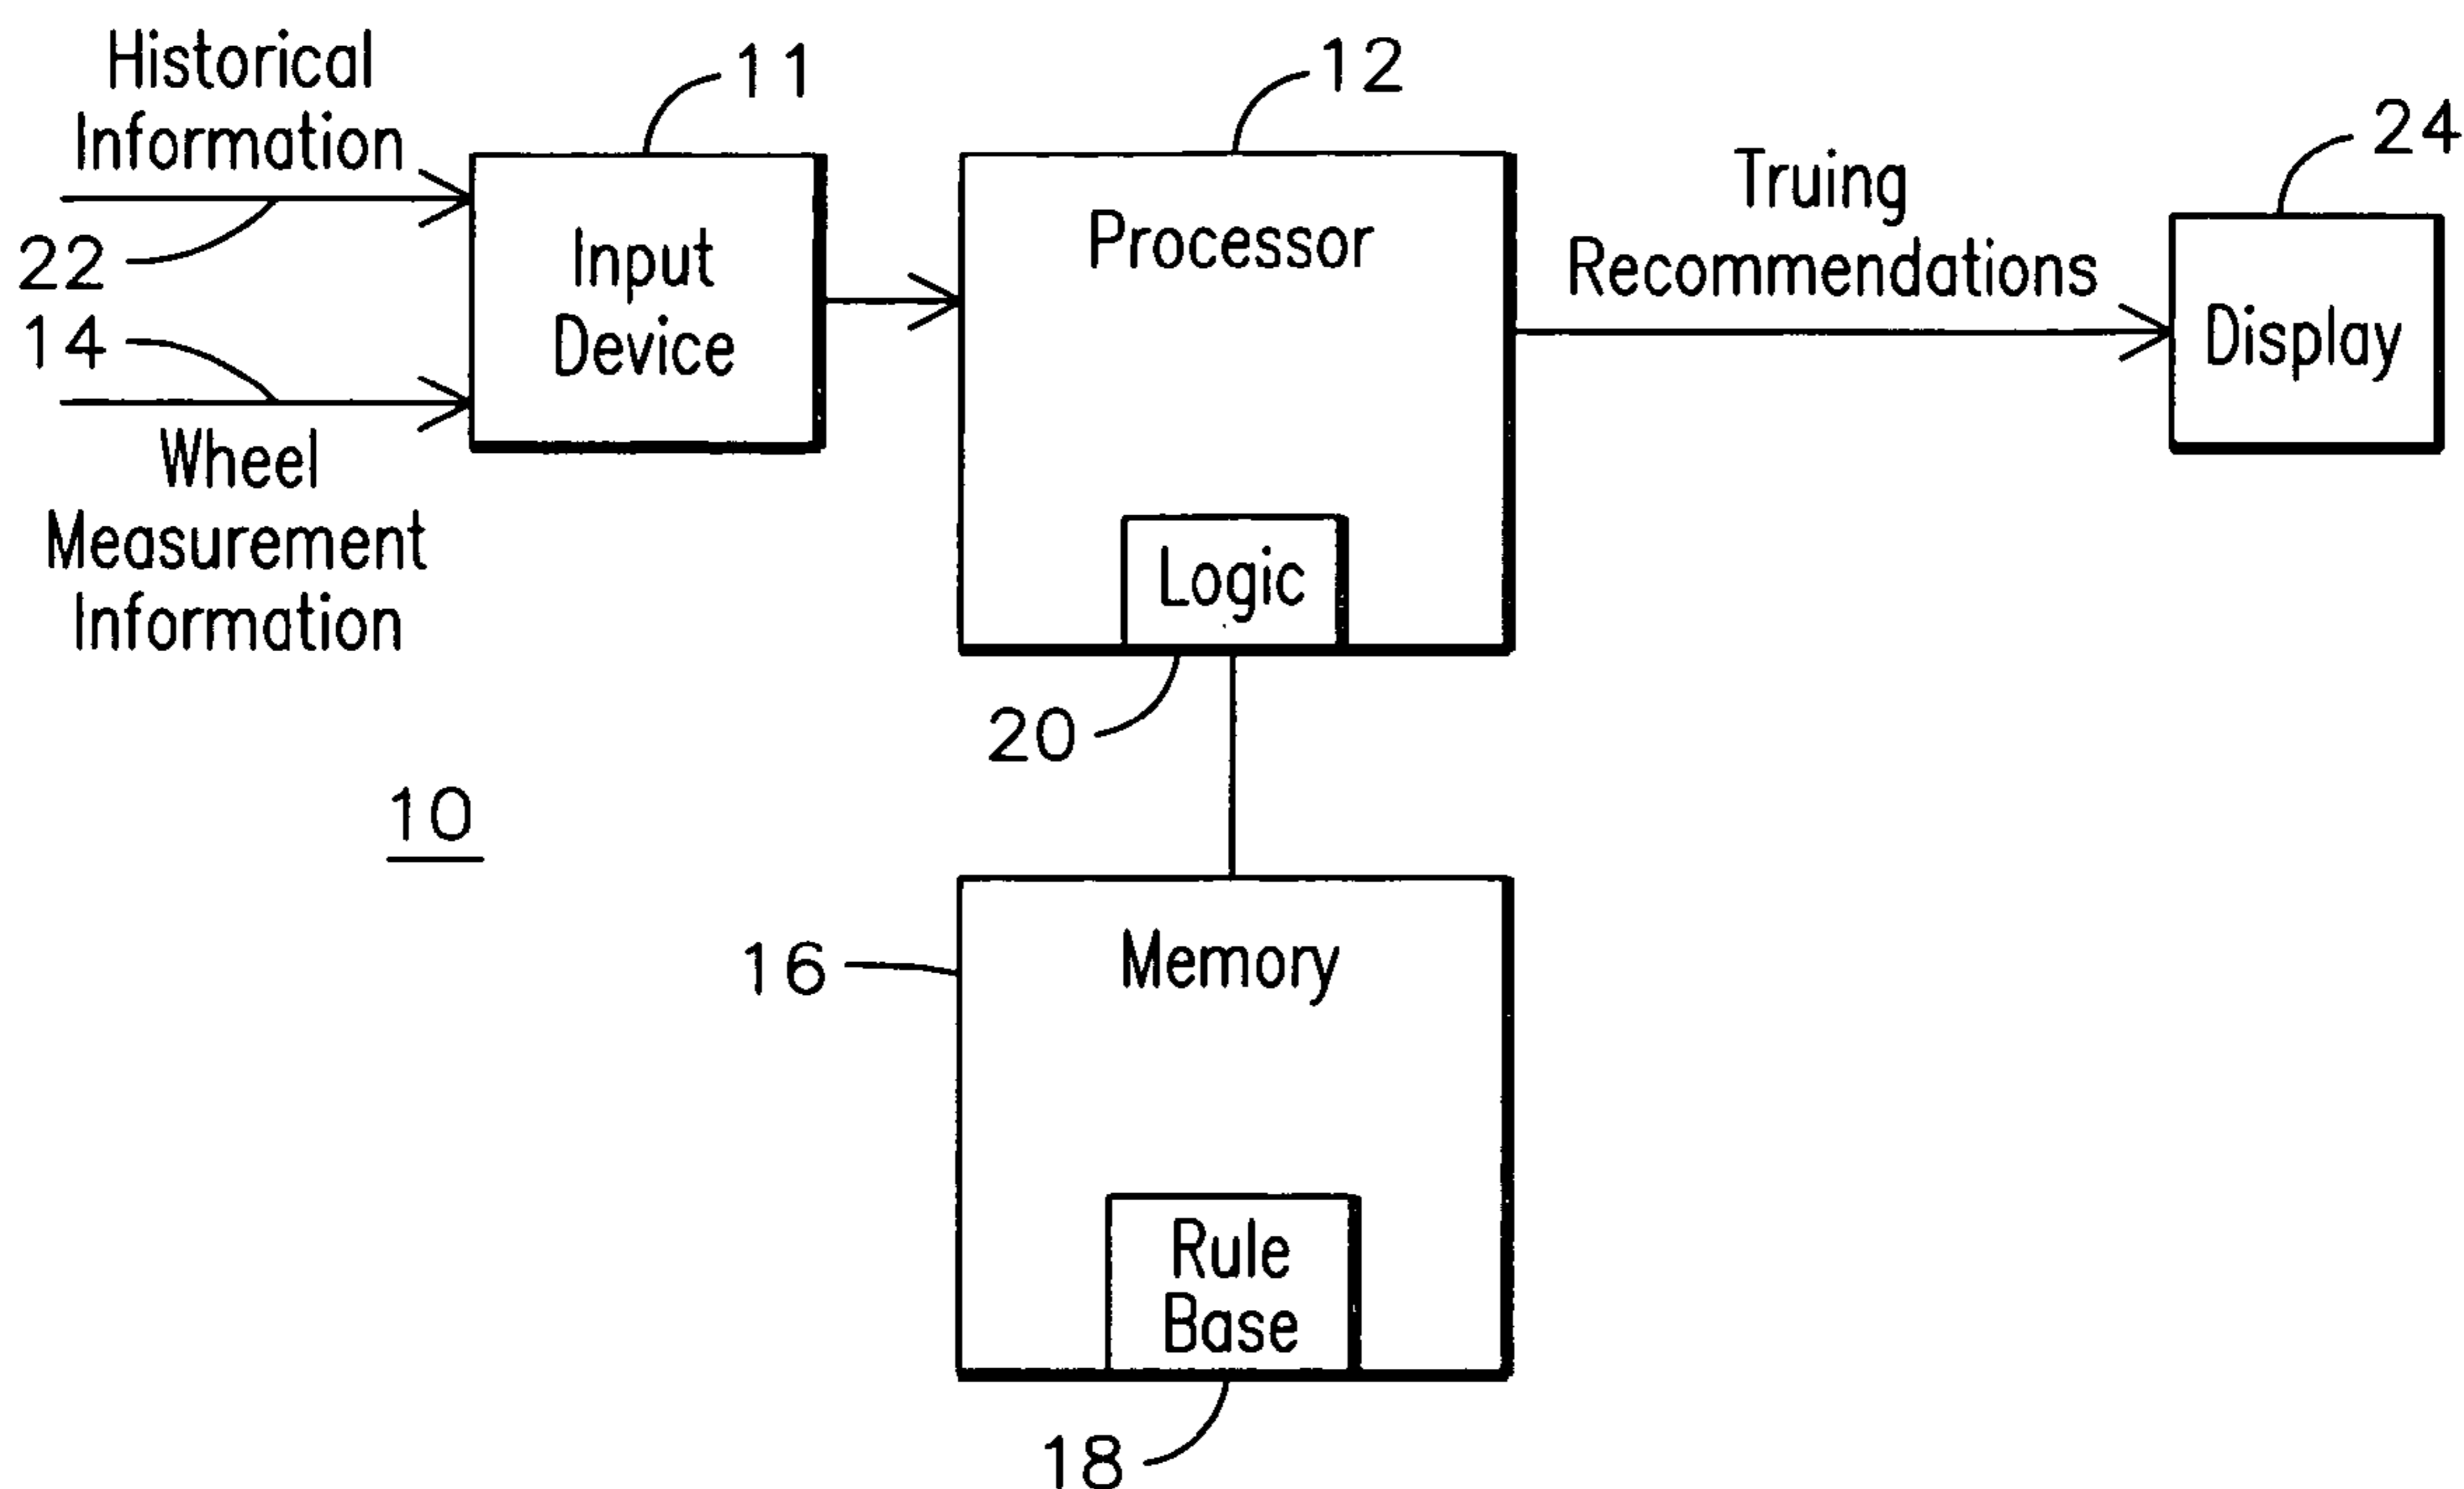 Historical
Information
22
14
Wheel
Measurement
Information
11
Input
Device
12
Processor
Logic
20
Truing
Recommendations
24
Display
10
16
Memory
Rule
Base
18